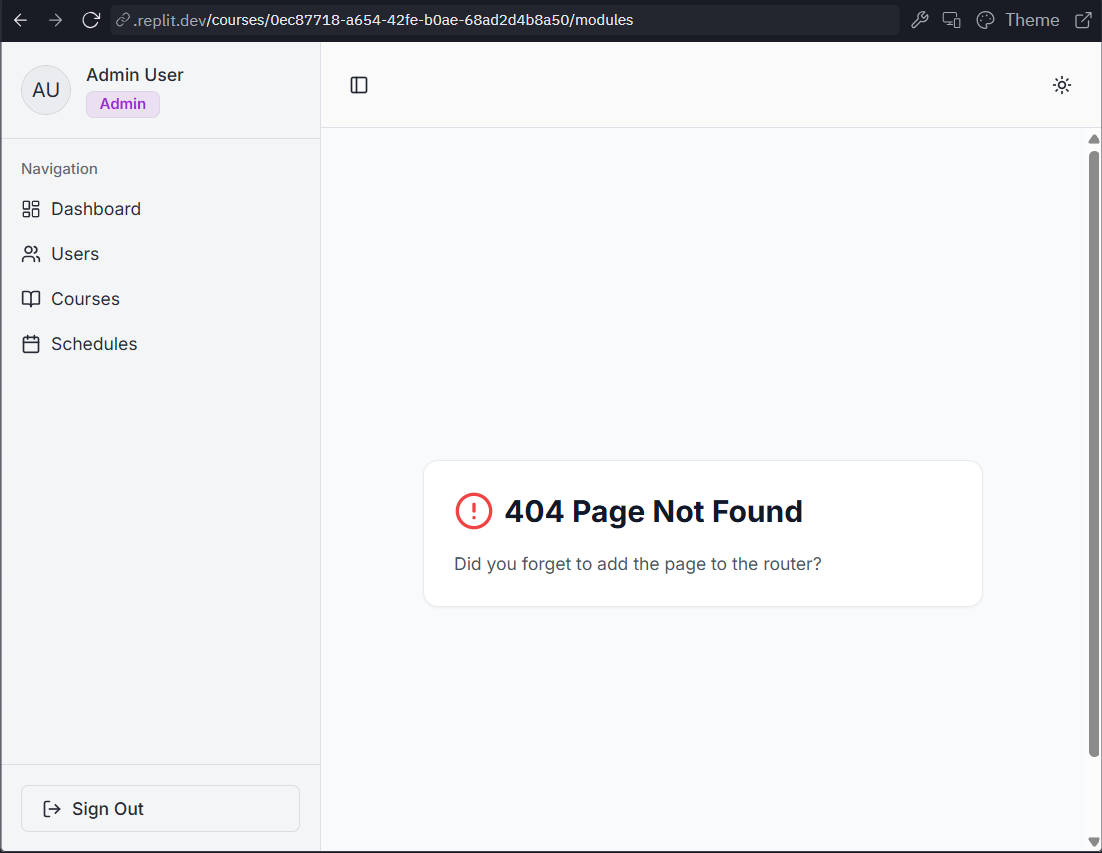 .replit.dev/courses/0ec87718-a654-42fe-b0ae-68ad2d4b8a50/modules
Theme
AU
Admin User
Admin
Navigation
Dashboard
Users
Courses
Schedules
404 Page Not Found
Did you forget to add the page to the router?
Sign Out